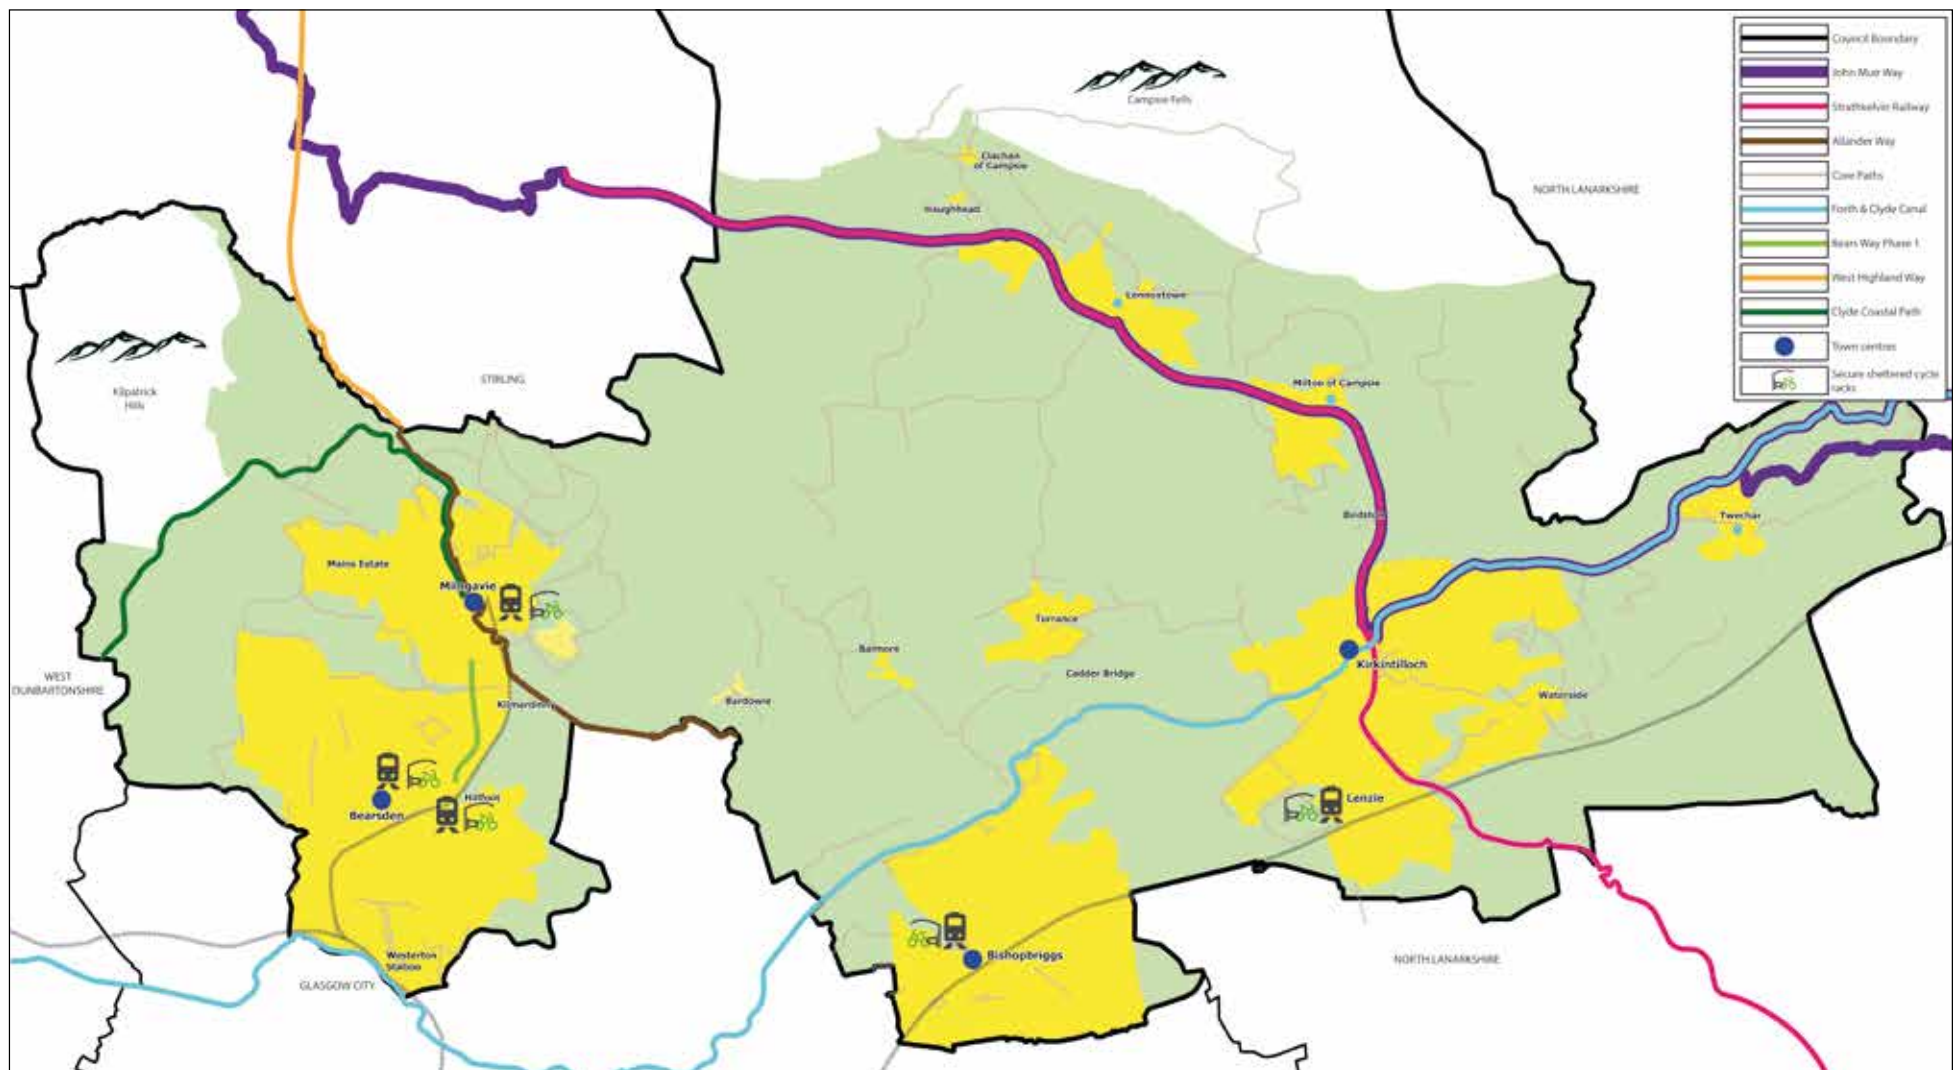 Council Boundary
John Muir Way
Strathkelvin Railway
Allander Way
Core Paths
Forth & Clyde Canal
Bears Way Phase 1
West Highland Way
Clyde Coastal Path
Town centres
Secure sheltered cycle
racks
Campsie Fells
NORTH LANARKSHIRE
Clachan
of Campsie
Haughhead
Lennoxtown
STIRLING
Milton of Campsie
Kilpatrick
Hills
Twechar
Mains Estate
Milngavie
Torrance
Balmore
Cadder Bridge
Kirkintilloch
WEST
DUNBARTONSHIRE
Waterside
Bardowie
Kilmardinny
Hillfoot
Lenzie
Bearsden
Westerton
Station
Bishopbriggs
NORTH LANARKSHIRE
GLASGOW CITY